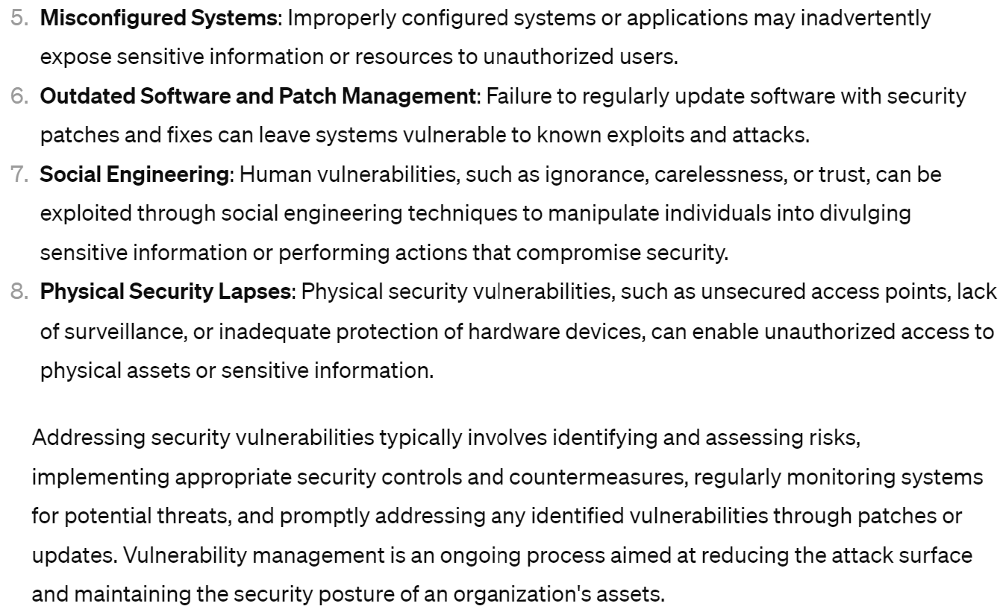 5. Misconfigured Systems: Improperly configured systems or applications may inadvertently
expose sensitive information or resources to unauthorized users.
6. Outdated Software and Patch Management: Failure to regularly update software with security
patches and fixes can leave systems vulnerable to known exploits and attacks.
7. Social Engineering: Human vulnerabilities, such as ignorance, carelessness, or trust, can be
exploited through social engineering techniques to manipulate individuals into divulging
sensitive information or performing actions that compromise security.
8. Physical Security Lapses: Physical security vulnerabilities, such as unsecured access points, lack
of surveillance, or inadequate protection of hardware devices, can enable unauthorized access to
physical assets or sensitive information.
Addressing security vulnerabilities typically involves identifying and assessing risks,
implementing appropriate security controls and countermeasures, regularly monitoring systems
for potential threats, and promptly addressing any identified vulnerabilities through patches or
updates. Vulnerability management is an ongoing process aimed at reducing the attack surface
and maintaining the security posture of an organization's assets.